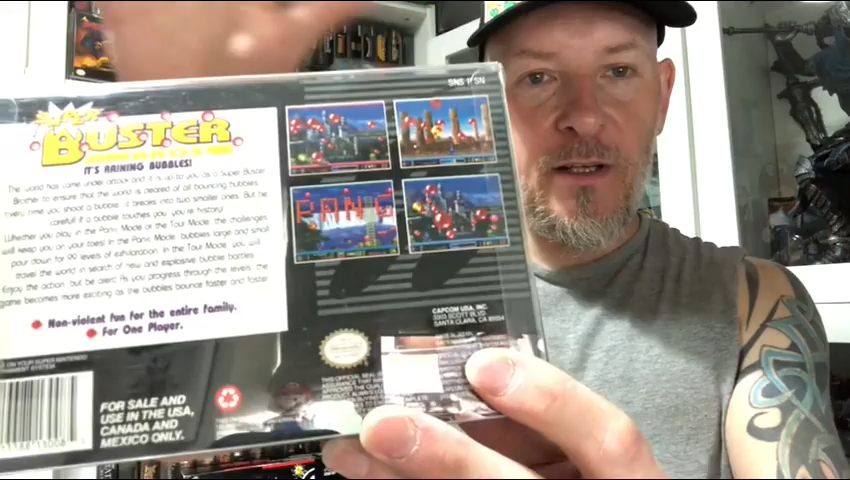 SUPER
BUSTER
BROS.
IT'S RAINING BUBBLES!
The world has come under attack and it is up to you as a Super Buster
Brother to ensure that the world is cleared of all bouncing bubbles.
Every time you shoot a bubble it breaks into two smaller ones. But be
careful! If a bubble touches you, you're history!
Whether you play in the Panic Mode or the Tour Mode the challenges
will keep you on your toes! In the Panic Mode, bubbles large and small
pour down for 99 levels of exhilaration. In the Tour Mode, you will
travel the world in search of new and explosive bubble battles.
Enjoy the action but be alert! As you progress through the levels the
game becomes more exciting as the bubbles bounce faster and faster.
Non-violent fun for the entire family.
For One Player.
PANG
CAPCOM USA, INC.
3303 SCOTT BLVD.
SANTA CLARA, CA 95054
FOR SALE AND
USE IN THE USA,
CANADA AND
MEXICO ONLY.